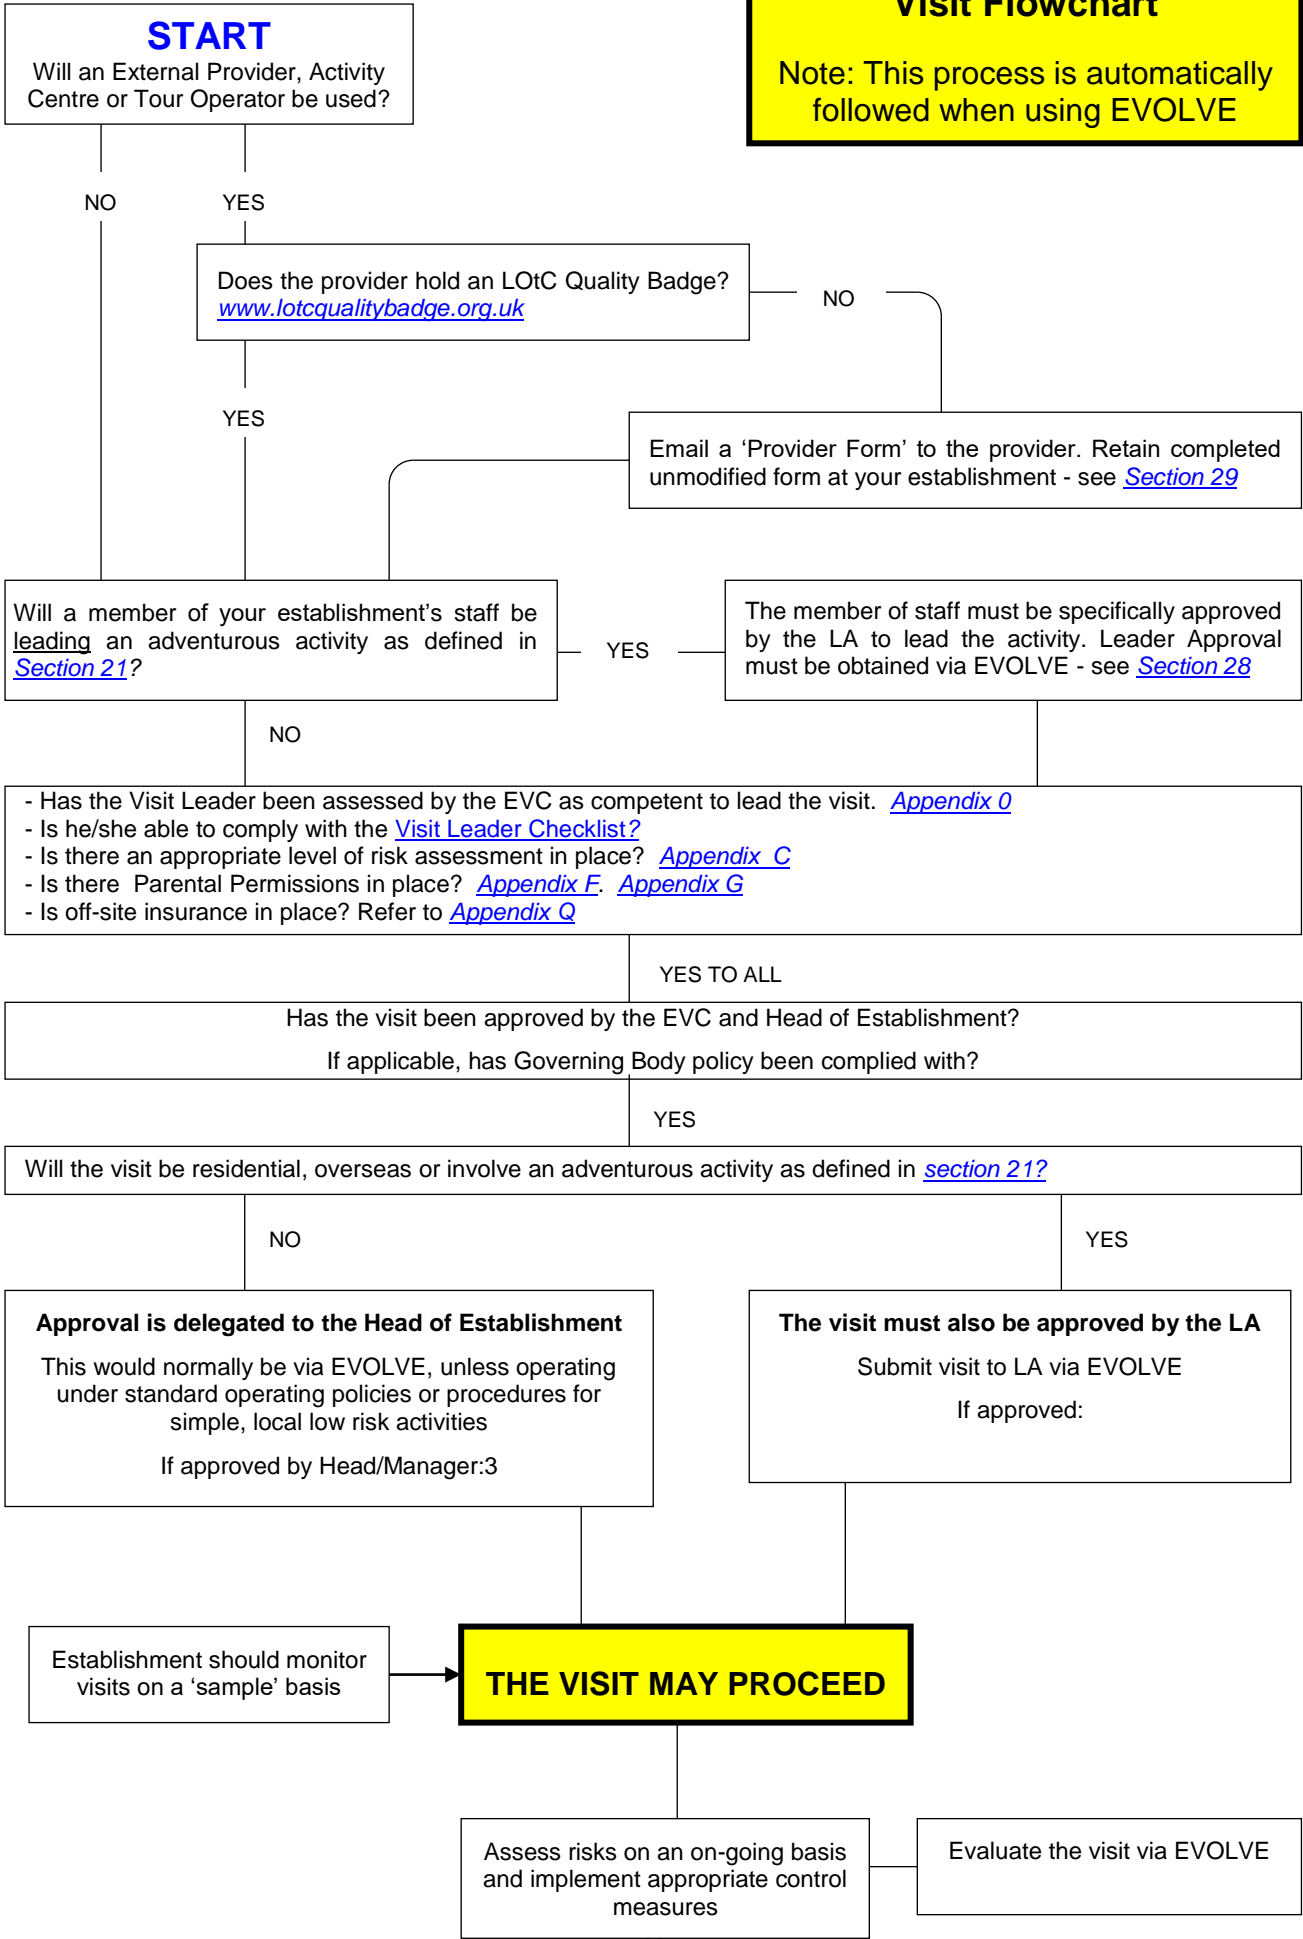 Visit Flowchart
Note: This process is automatically
followed when using EVOLVE
START
Will an External Provider, Activity
Centre or Tour Operator be used?
NO
YES
Does the provider hold an LOtC Quality Badge?
www.lotcqualitybadge.org.uk
NO
YES
Email a ‘Provider Form’ to the provider. Retain completed
unmodified form at your establishment - see Section 29
Will a member of your establishment’s staff be
leading an adventurous activity as defined in
Section 21?
YES
The member of staff must be specifically approved
by the LA to lead the activity. Leader Approval
must be obtained via EVOLVE - see Section 28
NO
- Has the Visit Leader been assessed by the EVC as competent to lead the visit. Appendix 0
- Is he/she able to comply with the Visit Leader Checklist?
- Is there an appropriate level of risk assessment in place? Appendix C
- Is there Parental Permissions in place? Appendix F. Appendix G
- Is off-site insurance in place? Refer to Appendix Q
YES TO ALL
Has the visit been approved by the EVC and Head of Establishment?
If applicable, has Governing Body policy been complied with?
YES
Will the visit be residential, overseas or involve an adventurous activity as defined in section 21?
NO
YES
Approval is delegated to the Head of Establishment
This would normally be via EVOLVE, unless operating
under standard operating policies or procedures for
simple, local low risk activities
If approved by Head/Manager:3
The visit must also be approved by the LA
Submit visit to LA via EVOLVE
If approved:
Establishment should monitor
visits on a ‘sample’ basis
THE VISIT MAY PROCEED
Assess risks on an on-going basis
and implement appropriate control
measures
Evaluate the visit via EVOLVE